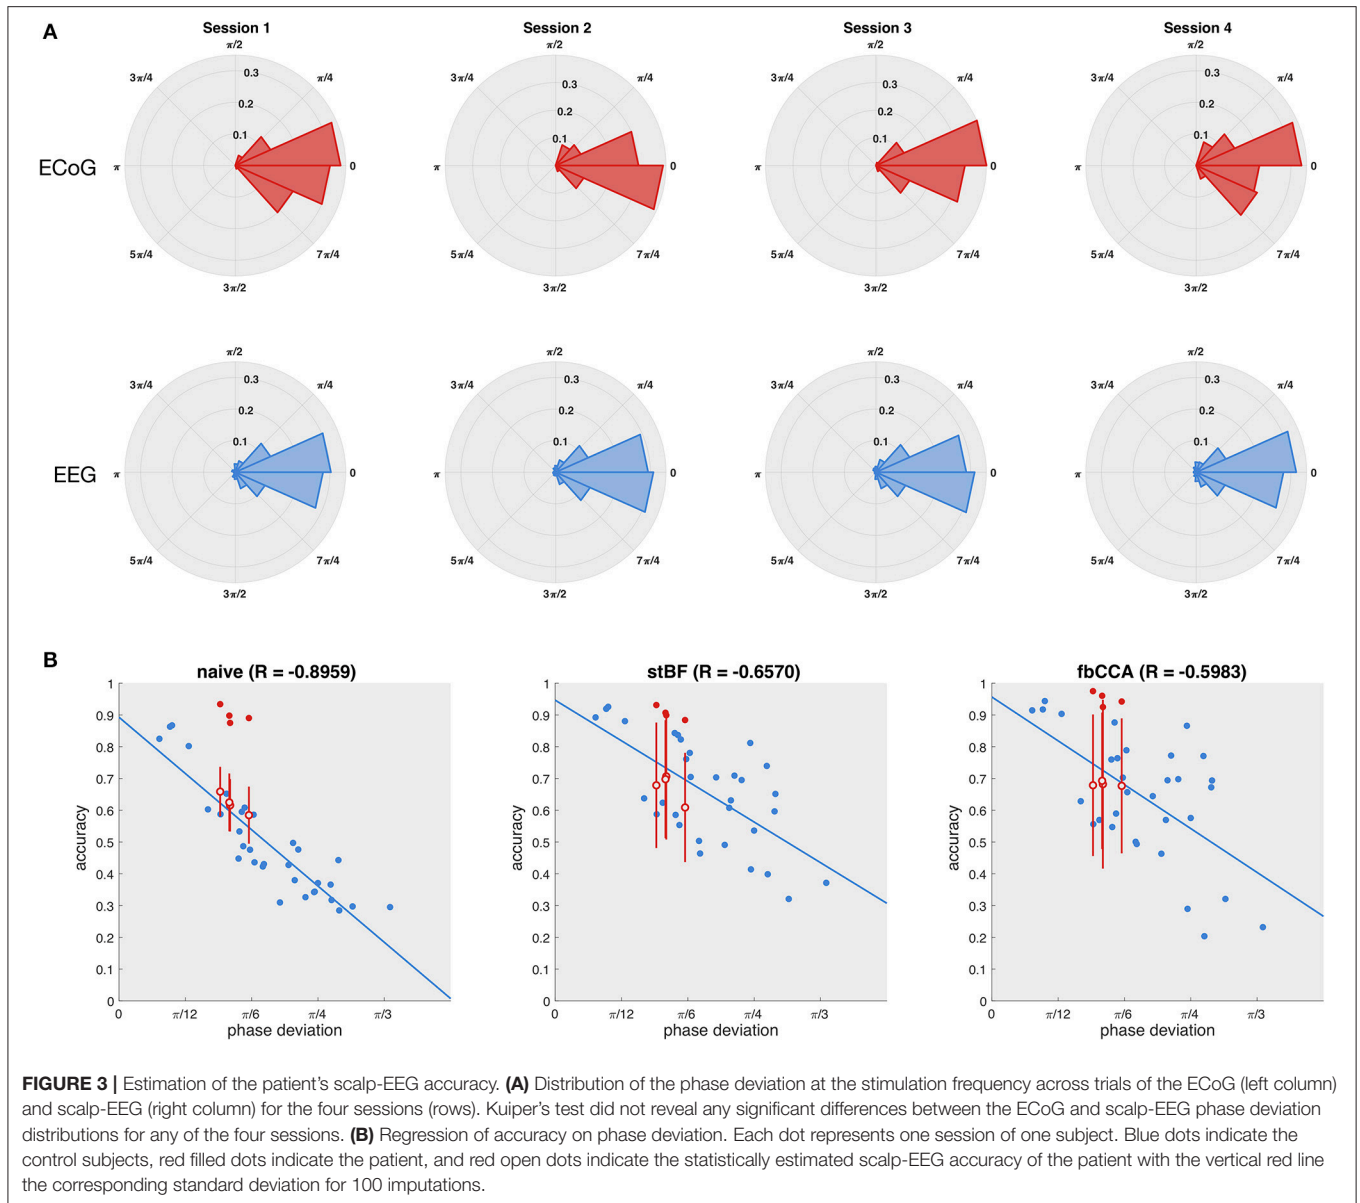 A
Session 1
Session 2
Session 3
Session 4
ECoG
π/2
3π/4
π/4
0.3
0.2
0.1
π
0
5π/4
7π/4
3π/2
π/2
3π/4
π/4
0.3
0.2
0.1
π
0
5π/4
7π/4
3π/2
π/2
3π/4
π/4
0.3
0.2
0.1
π
0
5π/4
7π/4
3π/2
π/2
3π/4
π/4
0.3
0.2
0.1
π
0
5π/4
7π/4
3π/2
EEG
π/2
3π/4
π/4
0.3
0.2
0.1
π
0
5π/4
7π/4
3π/2
π/2
3π/4
π/4
0.3
0.2
0.1
π
0
5π/4
7π/4
3π/2
π/2
3π/4
π/4
0.3
0.2
0.1
π
0
5π/4
7π/4
3π/2
π/2
3π/4
π/4
0.3
0.2
0.1
π
0
5π/4
7π/4
3π/2
B
naive (R = -0.8959)
accuracy
1
0.9
0.8
0.7
0.6
0.5
0.4
0.3
0.2
0.1
0
0
π/12
π/6
π/4
π/3
phase deviation
stBF (R = -0.6570)
accuracy
1
0.9
0.8
0.7
0.6
0.5
0.4
0.3
0.2
0.1
0
0
π/12
π/6
π/4
π/3
phase deviation
fbCCA (R = -0.5983)
accuracy
1
0.9
0.8
0.7
0.6
0.5
0.4
0.3
0.2
0.1
0
0
π/12
π/6
π/4
π/3
phase deviation
FIGURE 3 | Estimation of the patient's scalp-EEG accuracy. (A) Distribution of the phase deviation at the stimulation frequency across trials of the ECoG (left column)
and scalp-EEG (right column) for the four sessions (rows). Kuiper's test did not reveal any significant differences between the ECoG and scalp-EEG phase deviation
distributions for any of the four sessions. (B) Regression of accuracy on phase deviation. Each dot represents one session of one subject. Blue dots indicate the
control subjects, red filled dots indicate the patient, and red open dots indicate the statistically estimated scalp-EEG accuracy of the patient with the vertical red line
the corresponding standard deviation for 100 imputations.